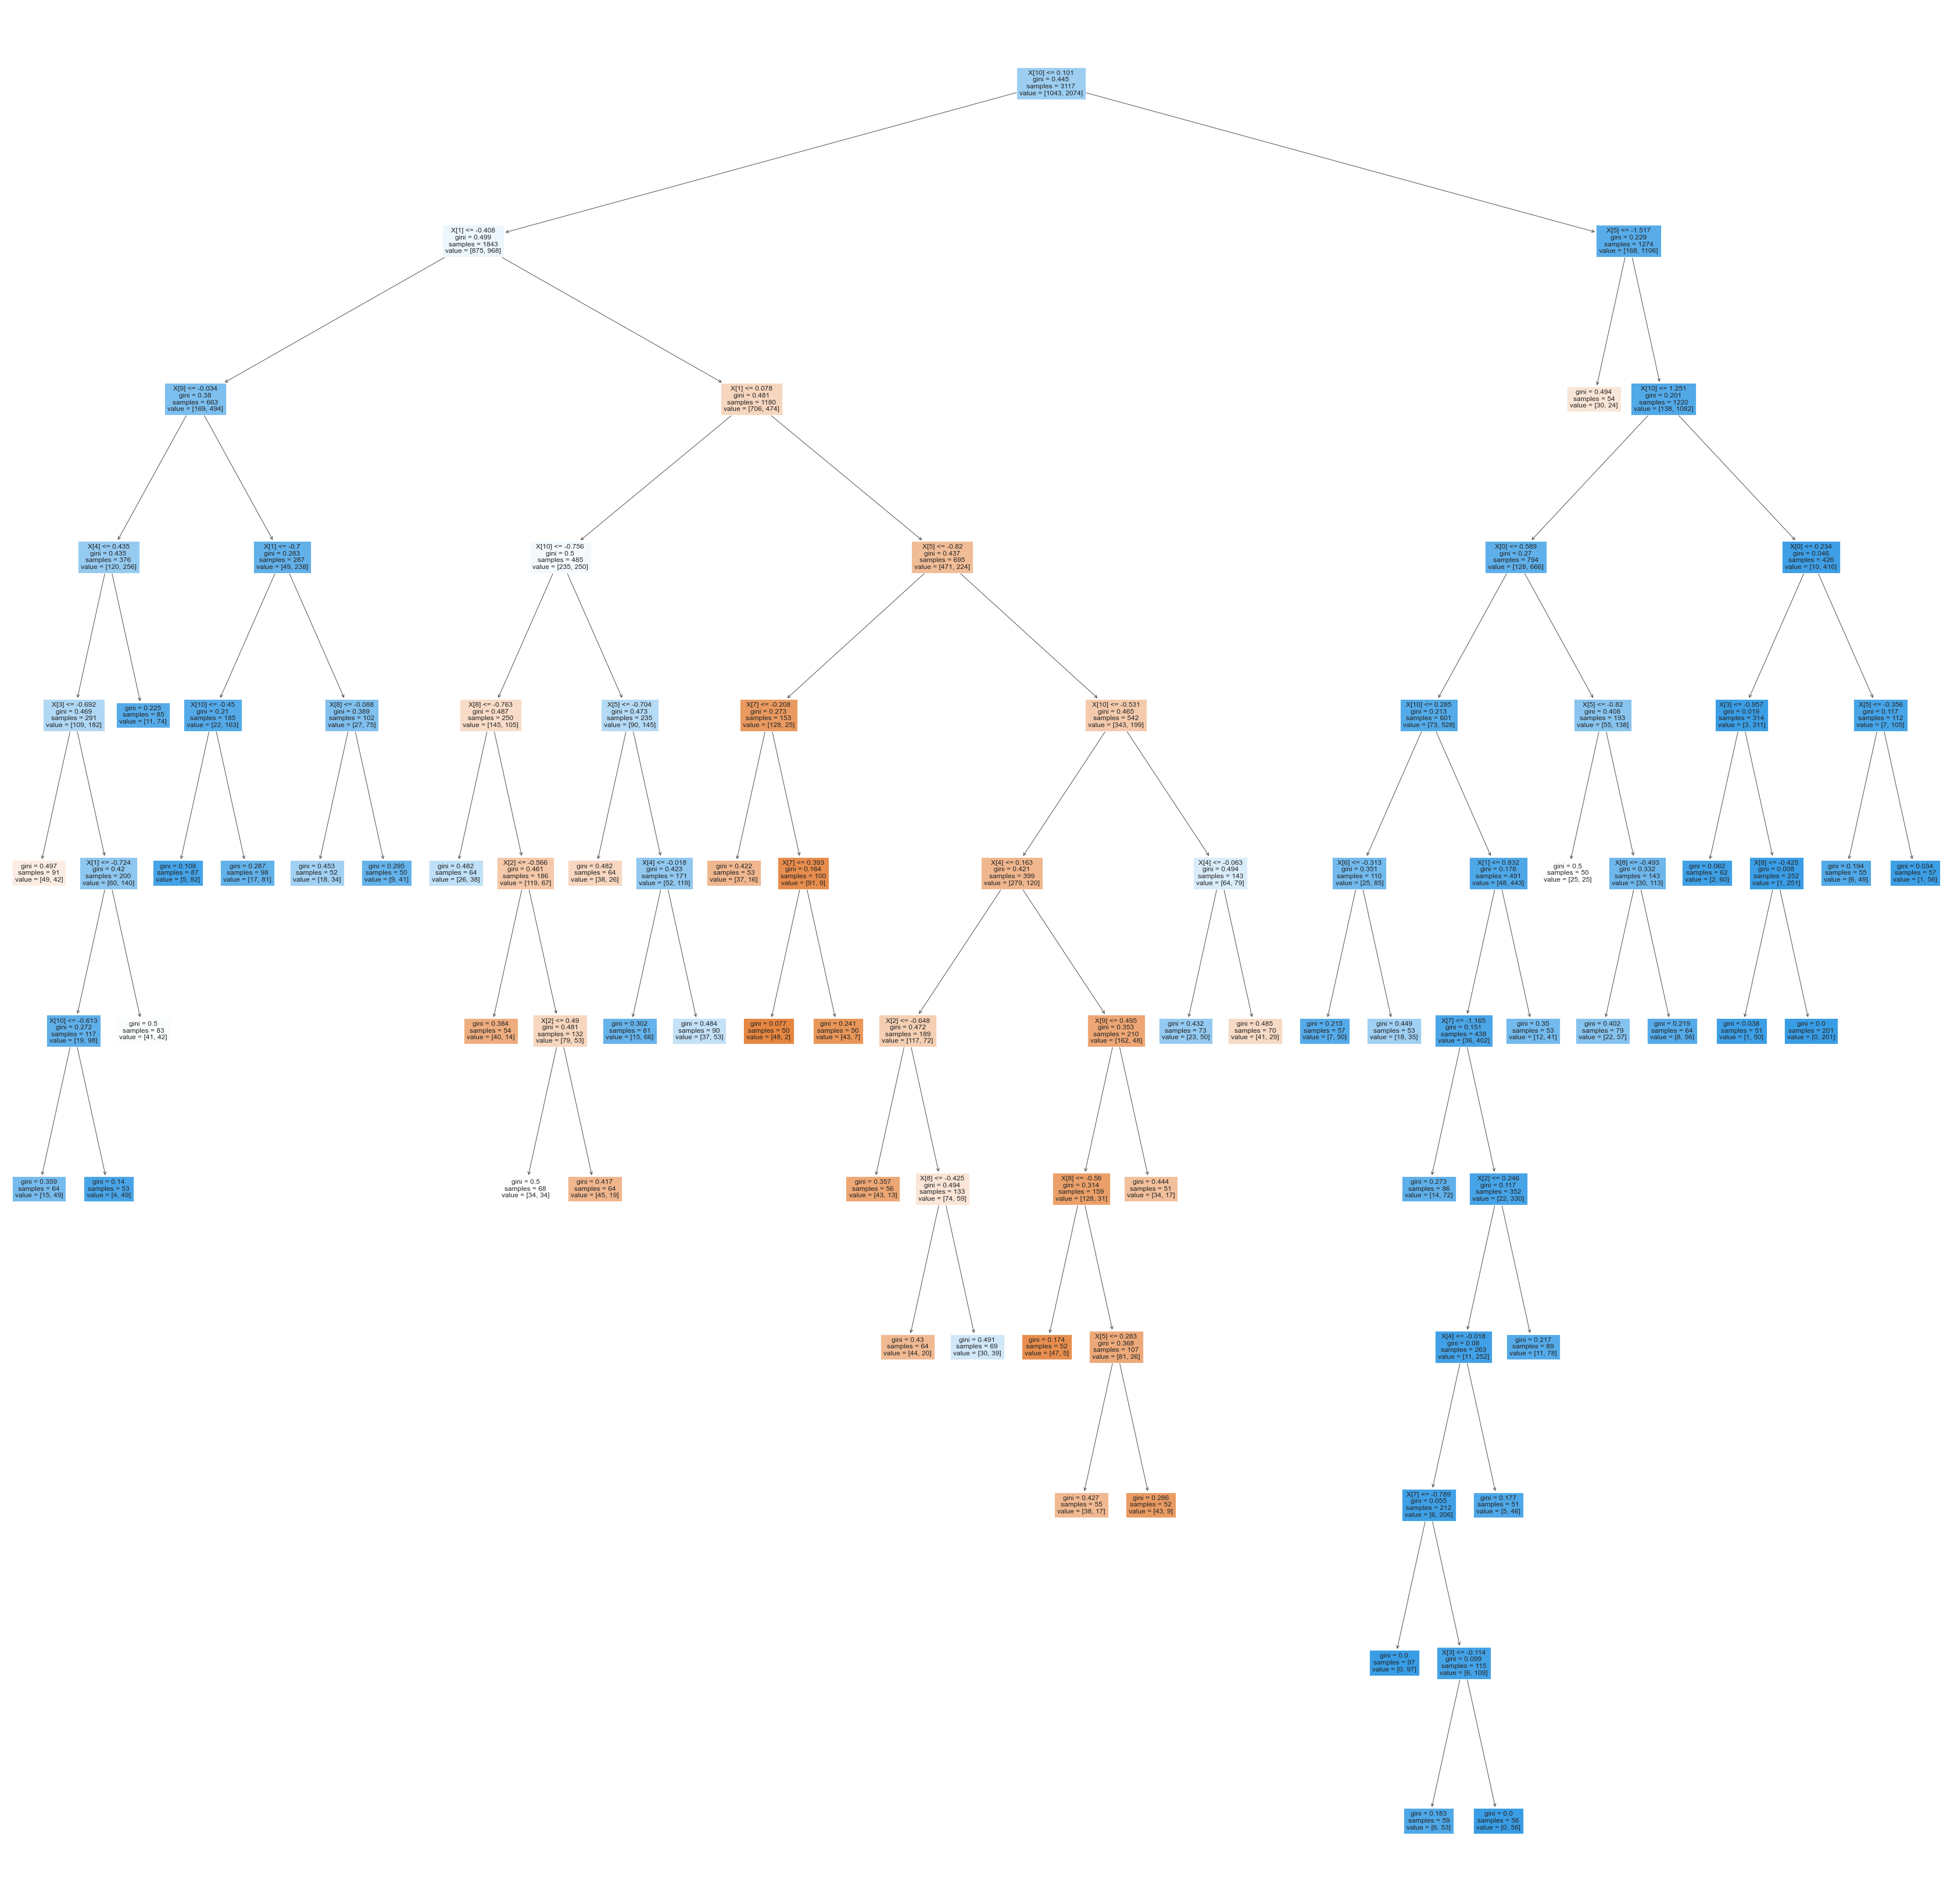 X[10] <= 0.101
gini = 0.445
samples = 3117
value = [1043, 2074]
X[1] <= -0.408
gini = 0.499
samples = 1843
value = [875, 968]
X[5] <= -1.517
gini = 0.229
samples = 1274
value = [168, 1106]
X[9] <= -0.034
gini = 0.38
samples = 663
value = [169, 494]
X[1] <= 0.078
gini = 0.481
samples = 1180
value = [706, 474]
gini = 0.494
samples = 54
value = [30, 24]
X[10] <= 1.251
gini = 0.201
samples = 1220
value = [138, 1082]
X[4] <= 0.435
gini = 0.435
samples = 376
value = [120, 256]
X[1] <= -0.7
gini = 0.283
samples = 287
value = [49, 238]
X[10] <= -0.756
gini = 0.5
samples = 485
value = [235, 250]
X[5] <= -0.82
gini = 0.437
samples = 695
value = [471, 224]
X[0] <= 0.589
gini = 0.27
samples = 794
value = [128, 666]
X[0] <= 0.234
gini = 0.046
samples = 426
value = [10, 416]
X[3] <= -0.692
gini = 0.469
samples = 291
value = [109, 182]
gini = 0.225
samples = 85
value = [11, 74]
X[10] <= -0.45
gini = 0.21
samples = 185
value = [22, 163]
X[8] <= -0.088
gini = 0.389
samples = 102
value = [27, 75]
X[8] <= -0.763
gini = 0.487
samples = 250
value = [145, 105]
X[5] <= -0.704
gini = 0.473
samples = 235
value = [90, 145]
X[7] <= -0.208
gini = 0.273
samples = 153
value = [128, 25]
X[10] <= -0.531
gini = 0.465
samples = 542
value = [343, 199]
X[10] <= 0.285
gini = 0.213
samples = 601
value = [73, 528]
X[5] <= -0.82
gini = 0.408
samples = 193
value = [55, 138]
X[3] <= -0.957
gini = 0.019
samples = 314
value = [3, 311]
X[5] <= -0.356
gini = 0.117
samples = 112
value = [7, 105]
gini = 0.497
samples = 91
value = [49, 42]
X[1] <= -0.724
gini = 0.42
samples = 200
value = [60, 140]
gini = 0.108
samples = 87
value = [5, 82]
gini = 0.287
samples = 98
value = [17, 81]
gini = 0.453
samples = 52
value = [18, 34]
gini = 0.295
samples = 50
value = [9, 41]
gini = 0.482
samples = 64
value = [26, 38]
X[2] <= -0.566
gini = 0.461
samples = 186
value = [119, 67]
gini = 0.482
samples = 64
value = [38, 26]
X[4] <= -0.018
gini = 0.423
samples = 171
value = [52, 119]
gini = 0.422
samples = 53
value = [37, 16]
X[7] <= 0.393
gini = 0.164
samples = 100
value = [91, 9]
X[4] <= 0.163
gini = 0.421
samples = 399
value = [279, 120]
X[4] <= -0.063
gini = 0.494
samples = 143
value = [64, 79]
X[6] <= -0.313
gini = 0.351
samples = 110
value = [25, 85]
X[1] <= 0.832
gini = 0.176
samples = 491
value = [48, 443]
gini = 0.5
samples = 50
value = [25, 25]
X[8] <= -0.493
gini = 0.332
samples = 143
value = [30, 113]
gini = 0.062
samples = 62
value = [2, 60]
X[8] <= -0.425
gini = 0.008
samples = 252
value = [1, 251]
gini = 0.194
samples = 55
value = [6, 49]
gini = 0.034
samples = 57
value = [1, 56]
X[10] <= -0.613
gini = 0.272
samples = 117
value = [19, 98]
gini = 0.5
samples = 83
value = [41, 42]
gini = 0.384
samples = 54
value = [40, 14]
X[2] <= 0.49
gini = 0.481
samples = 132
value = [79, 53]
gini = 0.302
samples = 81
value = [15, 66]
gini = 0.484
samples = 90
value = [37, 53]
gini = 0.077
samples = 50
value = [48, 2]
gini = 0.241
samples = 50
value = [43, 7]
X[2] <= -0.648
gini = 0.472
samples = 189
value = [117, 72]
X[9] <= 0.495
gini = 0.353
samples = 210
value = [162, 48]
gini = 0.432
samples = 73
value = [23, 50]
gini = 0.485
samples = 70
value = [41, 29]
gini = 0.215
samples = 57
value = [7, 50]
gini = 0.449
samples = 53
value = [18, 35]
X[7] <= -1.165
gini = 0.151
samples = 438
value = [36, 402]
gini = 0.35
samples = 53
value = [12, 41]
gini = 0.402
samples = 79
value = [22, 57]
gini = 0.219
samples = 64
value = [8, 56]
gini = 0.038
samples = 51
value = [1, 50]
gini = 0.0
samples = 201
value = [0, 201]
gini = 0.359
samples = 64
value = [15, 49]
gini = 0.14
samples = 53
value = [4, 49]
gini = 0.5
samples = 68
value = [34, 34]
gini = 0.417
samples = 64
value = [45, 19]
gini = 0.357
samples = 56
value = [43, 13]
X[8] <= -0.425
gini = 0.494
samples = 133
value = [74, 59]
X[8] <= -0.56
gini = 0.314
samples = 159
value = [128, 31]
gini = 0.444
samples = 51
value = [34, 17]
gini = 0.273
samples = 86
value = [14, 72]
X[2] <= 0.246
gini = 0.117
samples = 352
value = [22, 330]
gini = 0.43
samples = 64
value = [44, 20]
gini = 0.491
samples = 69
value = [30, 39]
gini = 0.174
samples = 52
value = [47, 5]
X[5] <= 0.283
gini = 0.368
samples = 107
value = [81, 26]
X[4] <= -0.018
gini = 0.08
samples = 263
value = [11, 252]
gini = 0.217
samples = 89
value = [11, 78]
gini = 0.427
samples = 55
value = [38, 17]
gini = 0.286
samples = 52
value = [43, 9]
X[7] <= -0.789
gini = 0.055
samples = 212
value = [6, 206]
gini = 0.177
samples = 51
value = [5, 46]
gini = 0.0
samples = 97
value = [0, 97]
X[3] <= -0.114
gini = 0.099
samples = 115
value = [6, 109]
gini = 0.183
samples = 59
value = [6, 53]
gini = 0.0
samples = 56
value = [0, 56]